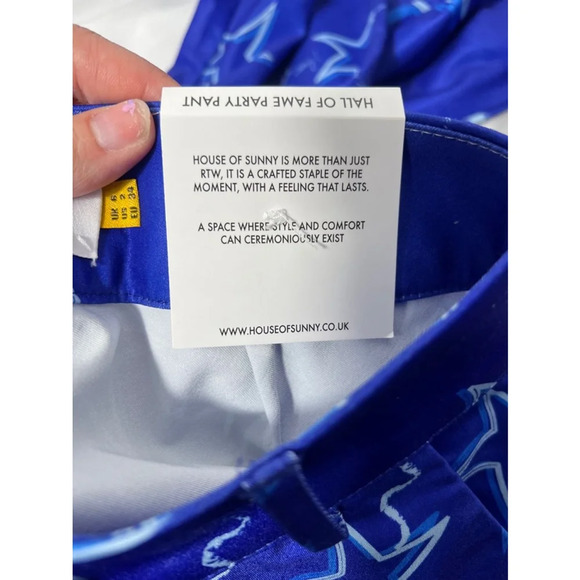 HALL OF FAME PARTY PANT
HOUSE OF SUNNY IS MORE THAN JUST
RTW, IT IS A CRAFTED STAPLE OF THE
MOMENT, WITH A FEELING THAT LASTS.
A SPACE WHERE STYLE AND COMFORT
CAN CEREMONIOUSLY EXIST
WWW.HOUSEOFSUNNY.CO.UK
UK 6
US 2
EU 34